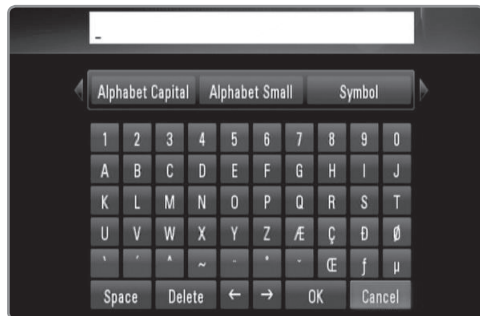 _
Alphabet Capital Alphabet Small Symbol
1 2 3 4 5 6 7 8 9 0
A B C D E F G H I J
K L M N O P Q R S T
U V W X Y Z Æ Ç Ð Ø
` ´ ^ ~ ¨ ° - Œ ƒ µ
Space Delete ← → OK Cancel